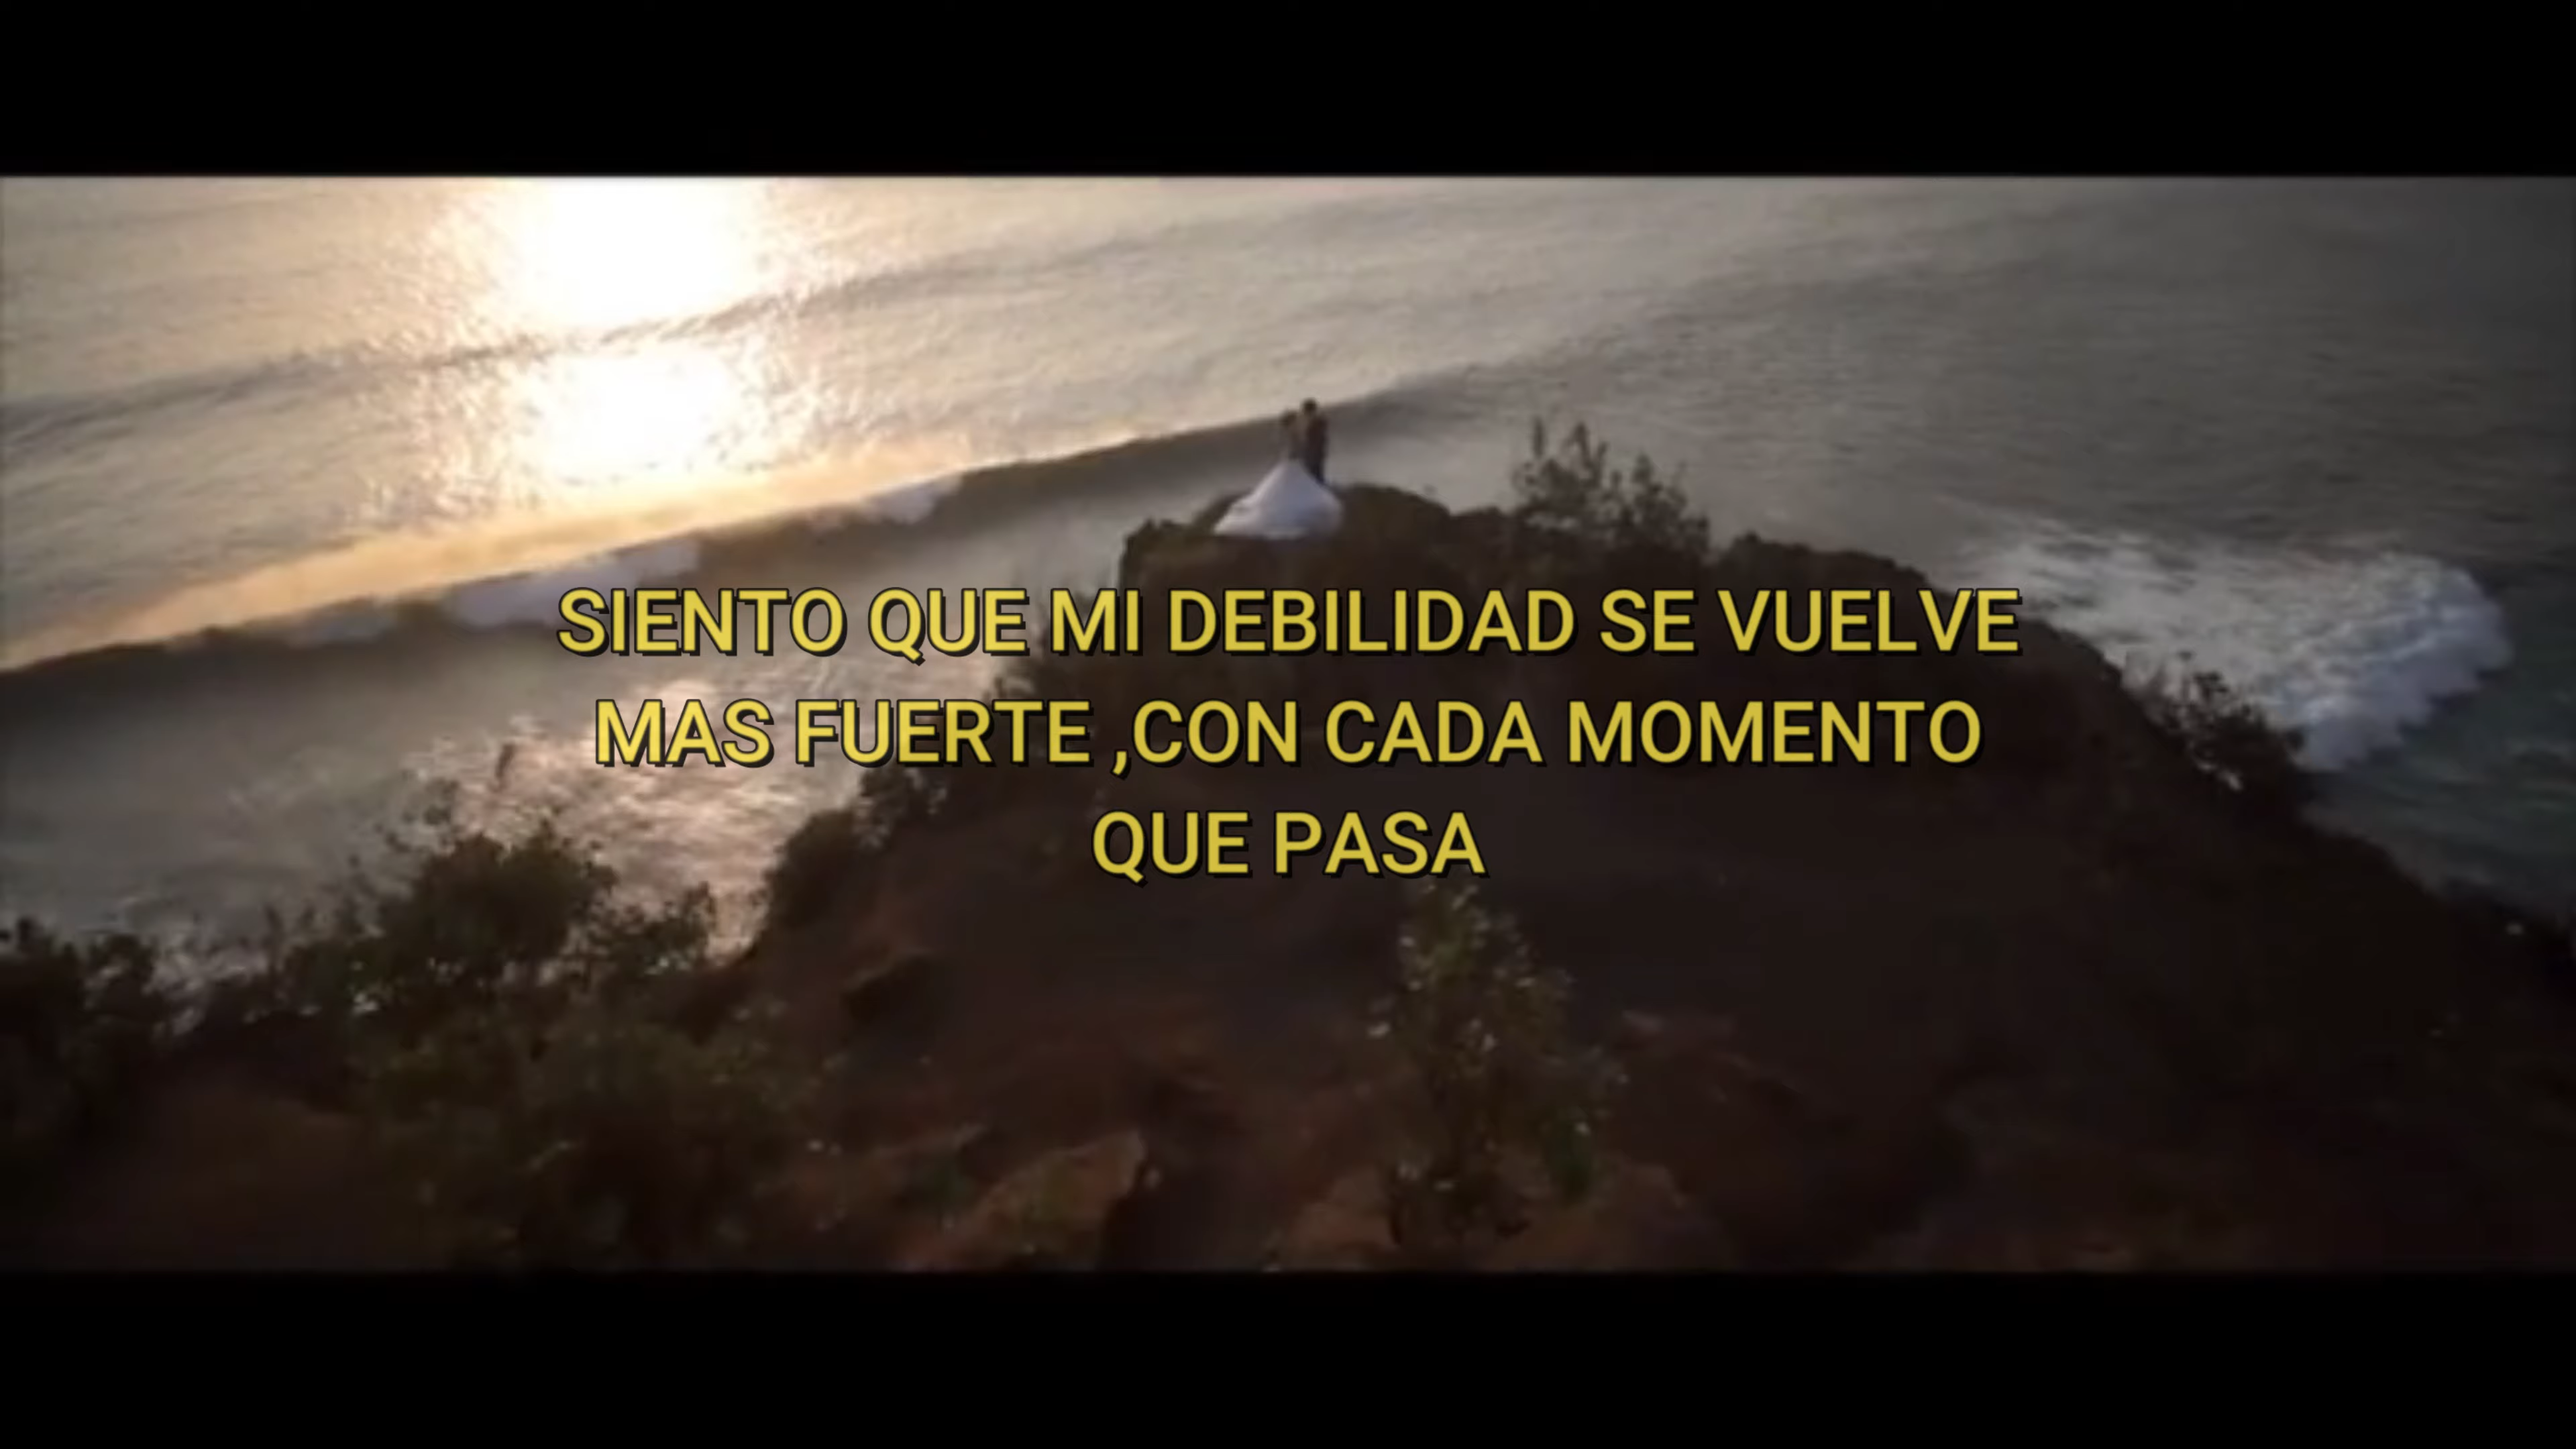 SIENTO QUE MI DEBILIDAD SE VUELVE
MAS FUERTE ,CON CADA MOMENTO
QUE PASA